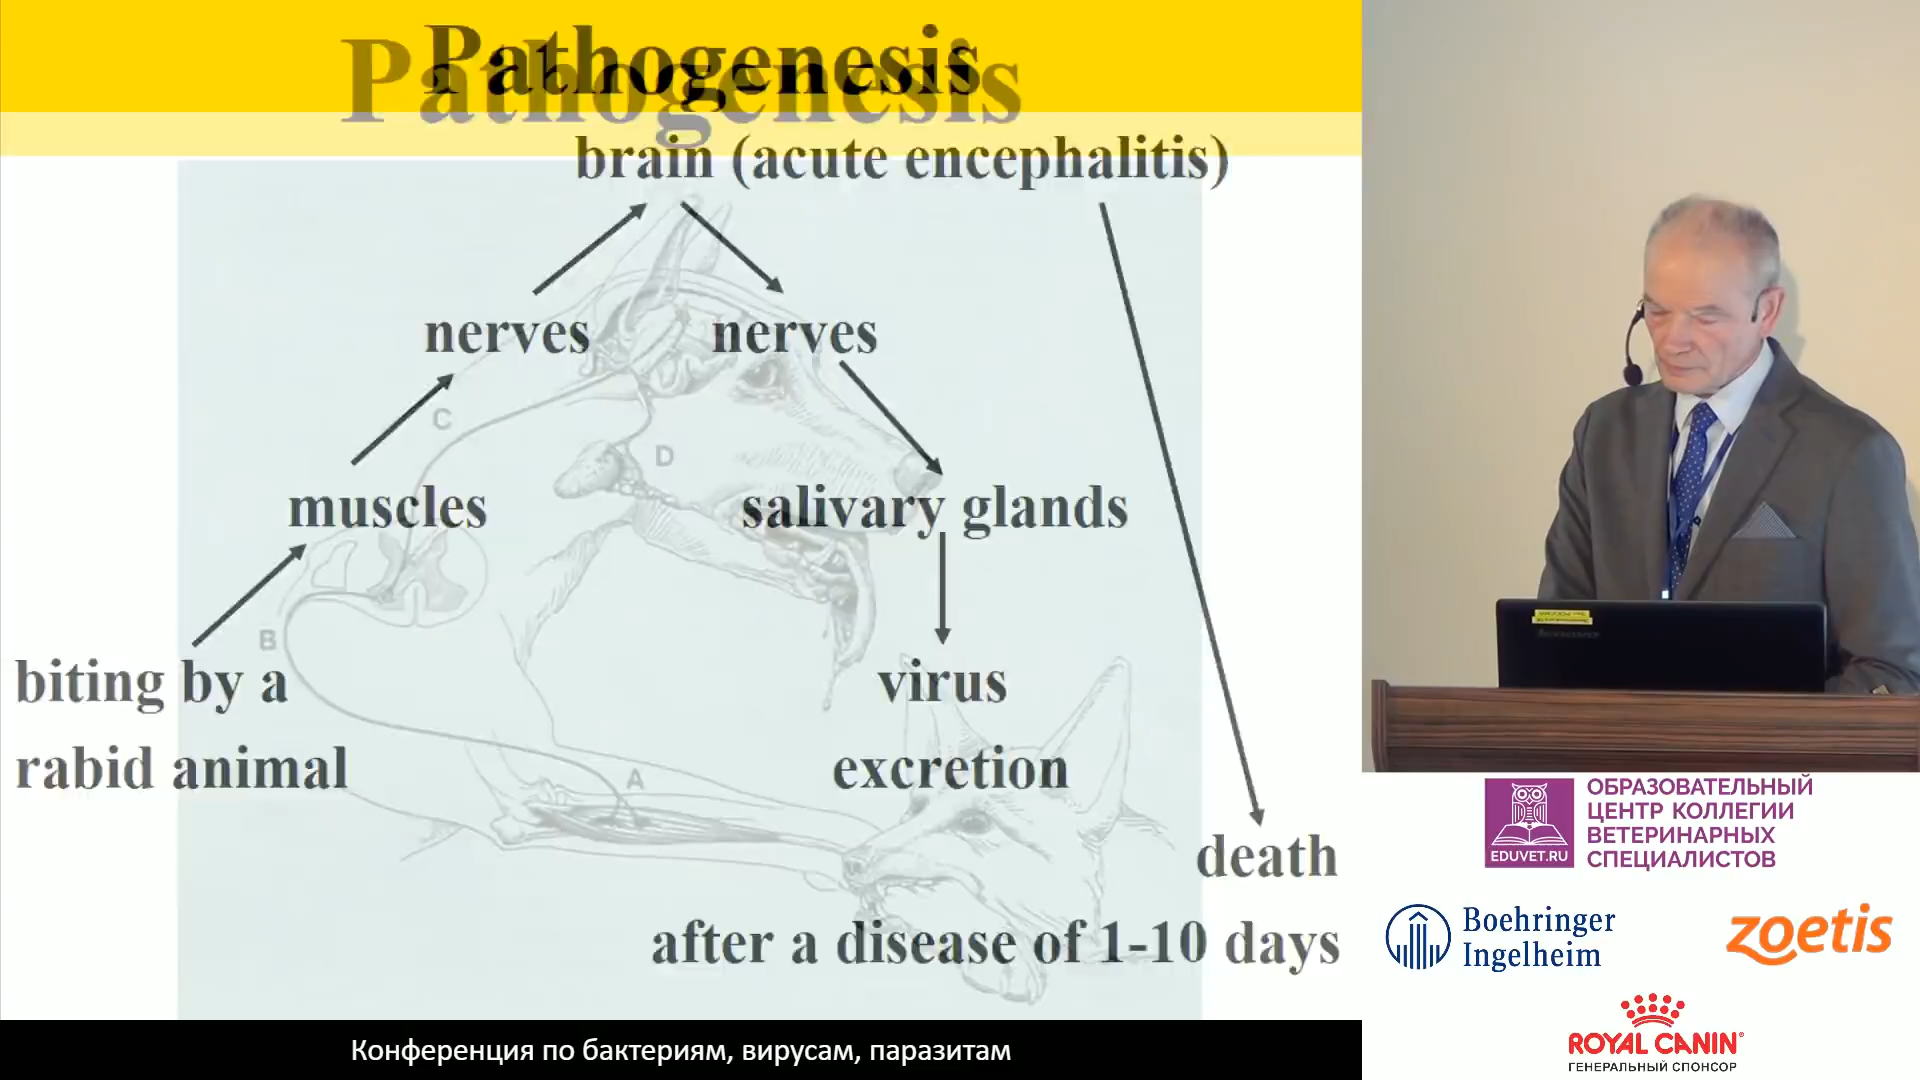 Pathogenesis
Pathogenesis
brain (acute encephalitis)
nerves
nerves
C
D
muscles
salivary glands
B
biting by a
rabid animal
virus
excretion
A
death
after a disease of 1-10 days
Конференция по бактериям, вирусам, паразитам
EDUVET.RU
ОБРАЗОВАТЕЛЬНЫЙ
ЦЕНТР КОЛЛЕГИИ
ВЕТЕРИНАРНЫХ
СПЕЦИАЛИСТОВ
Boehringer
Ingelheim
zoetis
ROYAL CANIN
ГЕНЕРАЛЬНЫЙ СПОНСОР